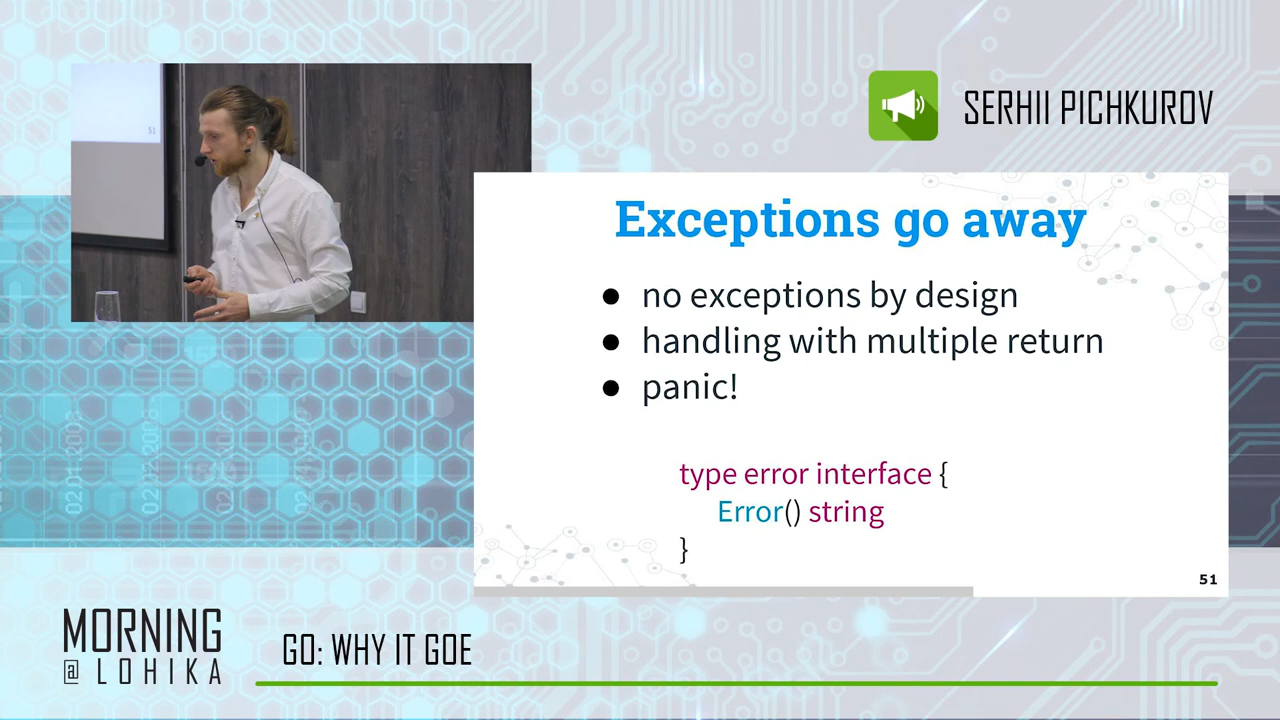 51
SERHII PICHKUROV
Exceptions go away
● no exceptions by design
● handling with multiple return
● panic!
type error interface {
Error() string
}
51
MORNING
@ LOHIKA
GO: WHY IT GOE